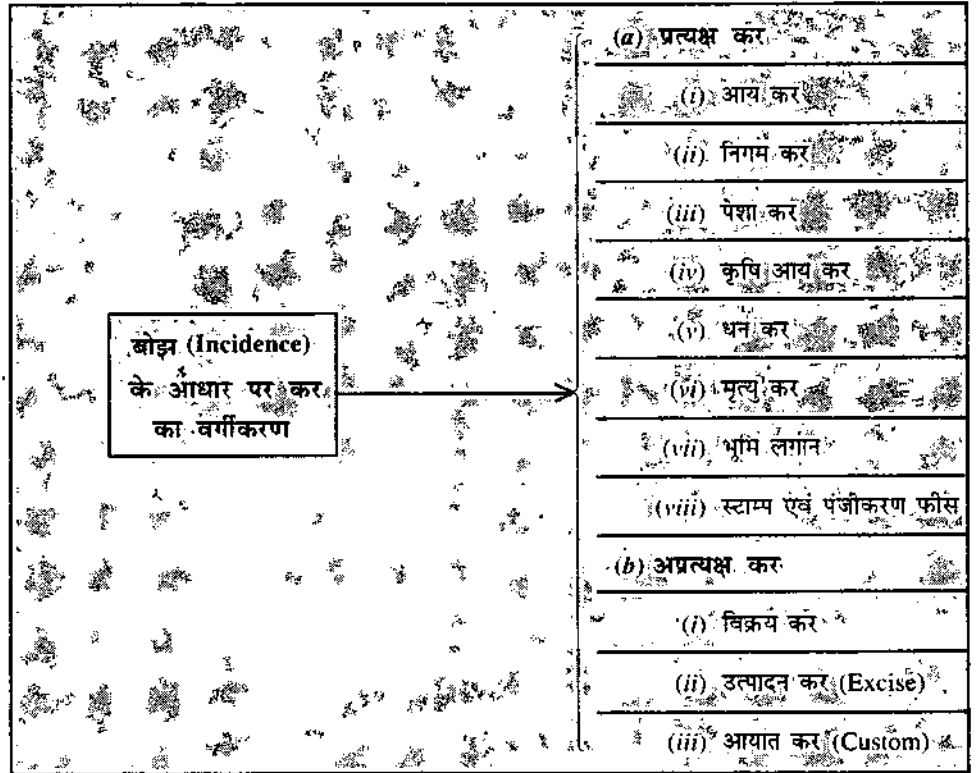 बोझ (Incidence)
के आधार पर कर
का वर्गीकरण
(a) प्रत्यक्ष कर
(i) आय कर
(ii) निगम कर
(iii) पेशा कर
(iv) कृषि आय कर
(v) धन कर
(vi) मृत्यु कर
(vii) भूमि लगान
(viii) स्टाम्प एवं पंजीकरण फीस
(b) अप्रत्यक्ष कर
(i) विक्रय कर
(ii) उत्पादन कर (Excise)
(iii) आयात कर (Custom)